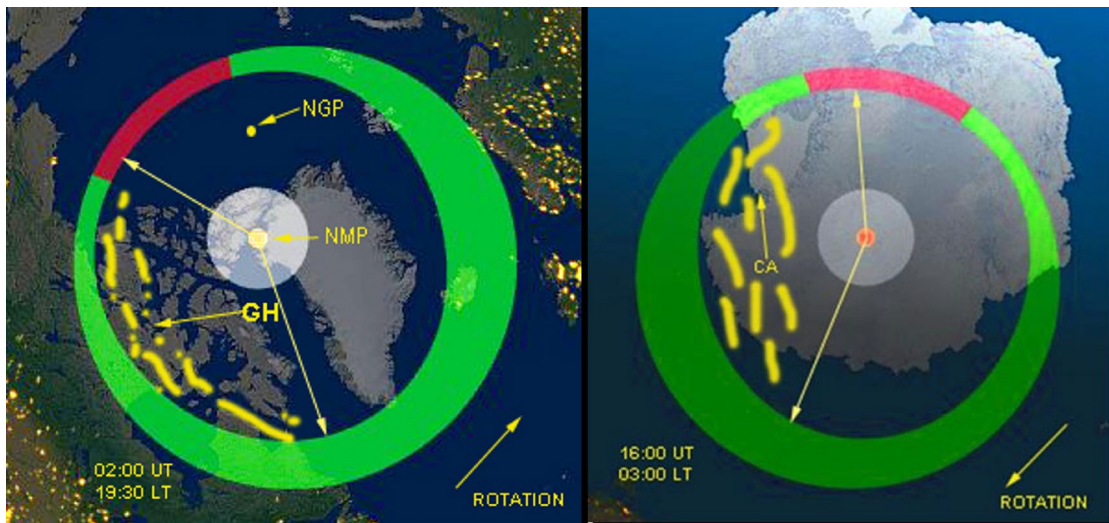 NGP
NMP
GH
02:00 UT
19:30 LT
ROTATION
CA
16:00 UT
03:00 LT
ROTATION